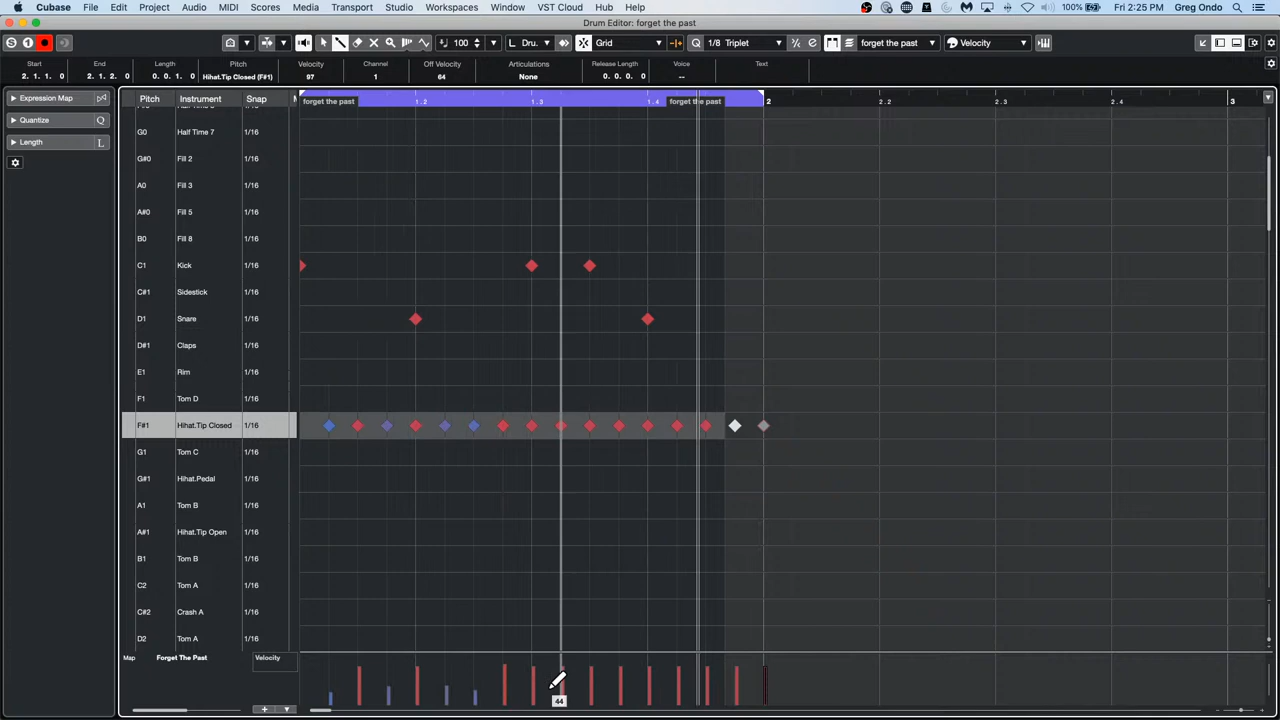 Cubase File Edit Project Audio MIDI Scores Media Transport Studio Workspaces Window VST Cloud Hub Help 100% Fri 2:25 PM Greg Ondo
Drum Editor: forget the past
100 Dru. Grid 1/8 Triplet forget the past Velocity
Start End Length Pitch Velocity Channel Off Velocity Articulations Release Length Voice Text
2. 1. 1. 0 2. 1. 2. 0 0. 0. 1. 0 Hihat.Tip Closed (F#1) 97 1 64 None 0. 0. 0. 0 --
Expression Map
Quantize
Length
Pitch Instrument Snap
forget the past 1.2 1.3 1.4 forget the past 2 2.2 2.3 2.4 3
G0 Half Time 7 1/16
G#0 Fill 2 1/16
A0 Fill 3 1/16
A#0 Fill 5 1/16
B0 Fill 8 1/16
C1 Kick 1/16
C#1 Sidestick 1/16
D1 Snare 1/16
D#1 Claps 1/16
E1 Rim 1/16
F1 Tom D 1/16
F#1 Hihat.Tip Closed 1/16
G1 Tom C 1/16
G#1 Hihat.Pedal 1/16
A1 Tom B 1/16
A#1 Hihat.Tip Open 1/16
B1 Tom B 1/16
C2 Tom A 1/16
C#2 Crash A 1/16
D2 Tom A 1/16
Map Forget The Past Velocity
44